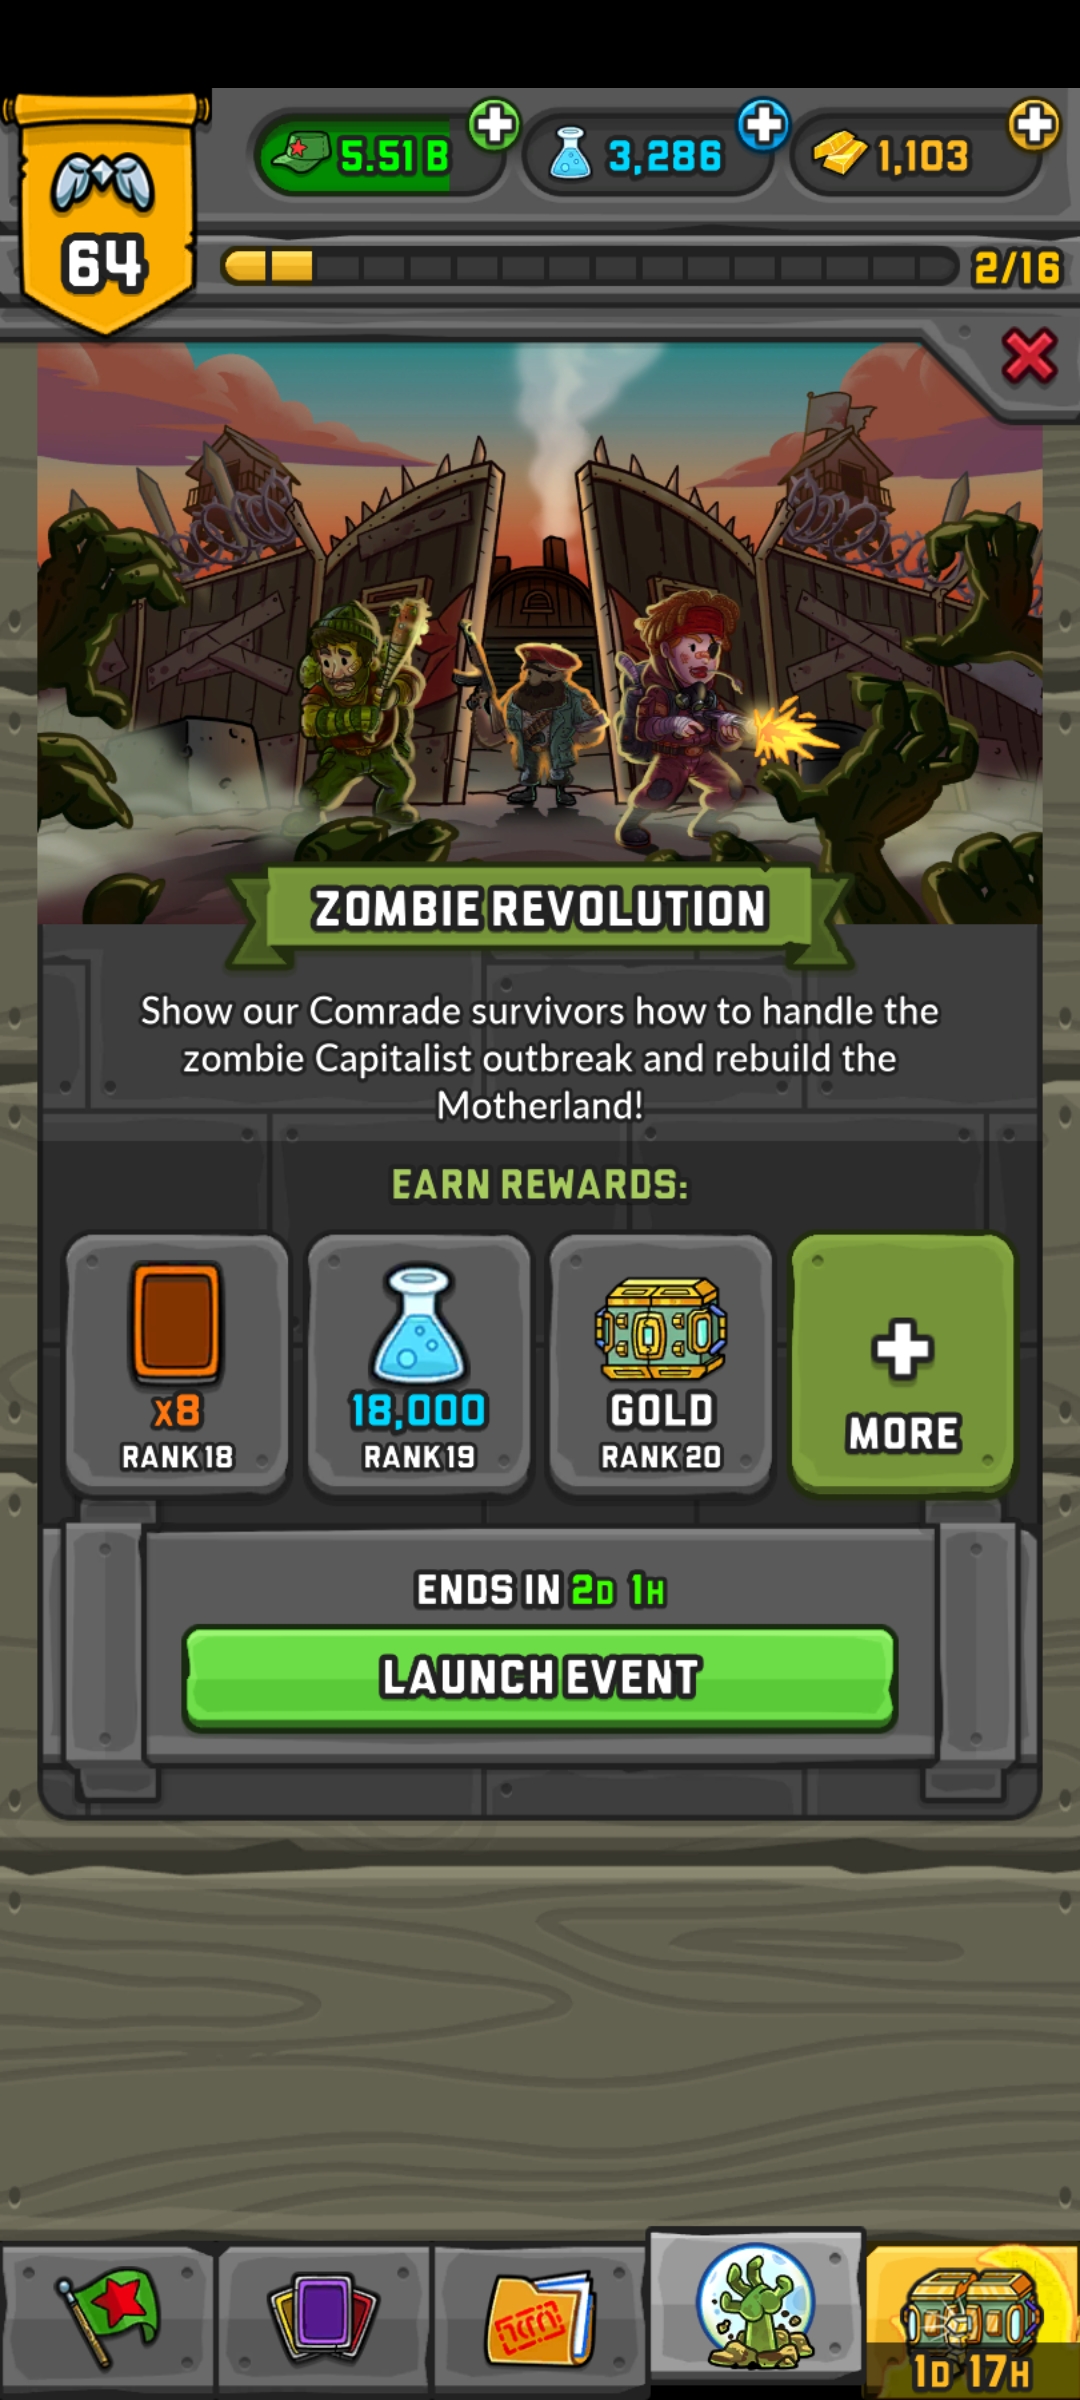 5.51 B
3,286
1,103
64
2/16
ZOMBIE REVOLUTION
Show our Comrade survivors how to handle the
zombie Capitalist outbreak and rebuild the
Motherland!
EARN REWARDS:
x8
RANK 18
18,000
RANK 19
GOLD
RANK 20
MORE
ENDS IN 2D 1H
LAUNCH EVENT
1D 17H